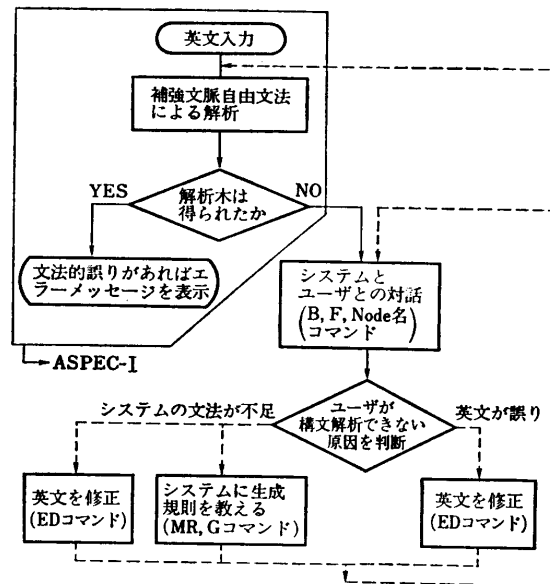 英文入力
補強文脈自由文法
による解析
YES
解析木は
得られたか
NO
文法的誤りがあればエ
ラーメッセージを表示
システムと
ユーザとの対話
(B, F, Node名)
コマンド
ASPEC-I
システムの文法が不足
ユーザが
構文解析できない
原因を判断
英文が誤り
英文を修正
(EDコマンド)
システムに生成
規則を教える
(MR, Gコマンド)
英文を修正
(EDコマンド)